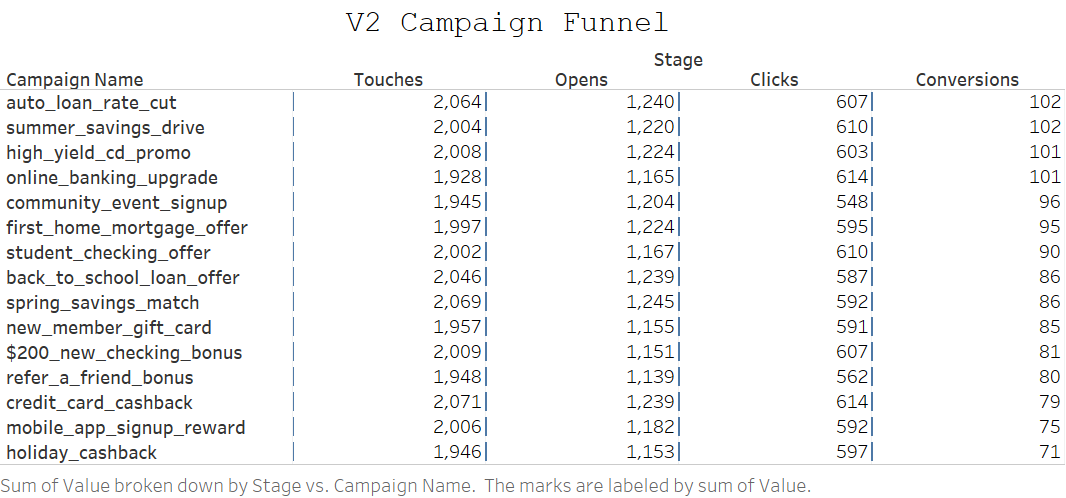 V2 Campaign Funnel
Stage
Campaign Name Touches Opens Clicks Conversions
auto_loan_rate_cut 2,064 1,240 607 102
summer_savings_drive 2,004 1,220 610 102
high_yield_cd_promo 2,008 1,224 603 101
online_banking_upgrade 1,928 1,165 614 101
community_event_signup 1,945 1,204 548 96
first_home_mortgage_offer 1,997 1,224 595 95
student_checking_offer 2,002 1,167 610 90
back_to_school_loan_offer 2,046 1,239 587 86
spring_savings_match 2,069 1,245 592 86
new_member_gift_card 1,957 1,155 591 85
$200_new_checking_bonus 2,009 1,151 607 81
refer_a_friend_bonus 1,948 1,139 562 80
credit_card_cashback 2,071 1,239 614 79
mobile_app_signup_reward 2,006 1,182 592 75
holiday_cashback 1,946 1,153 597 71
Sum of Value broken down by Stage vs. Campaign Name. The marks are labeled by sum of Value.